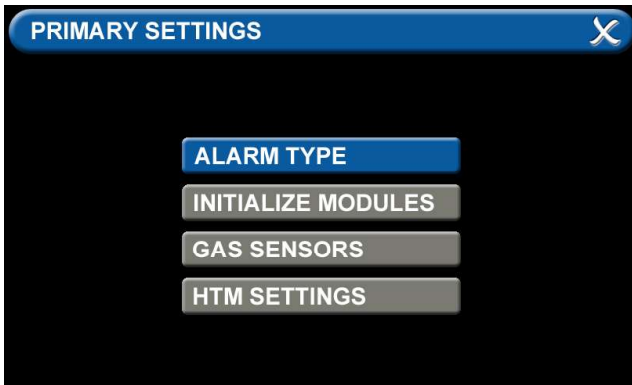 PRIMARY SETTINGS
ALARM TYPE
INITIALIZE MODULES
GAS SENSORS
HTM SETTINGS